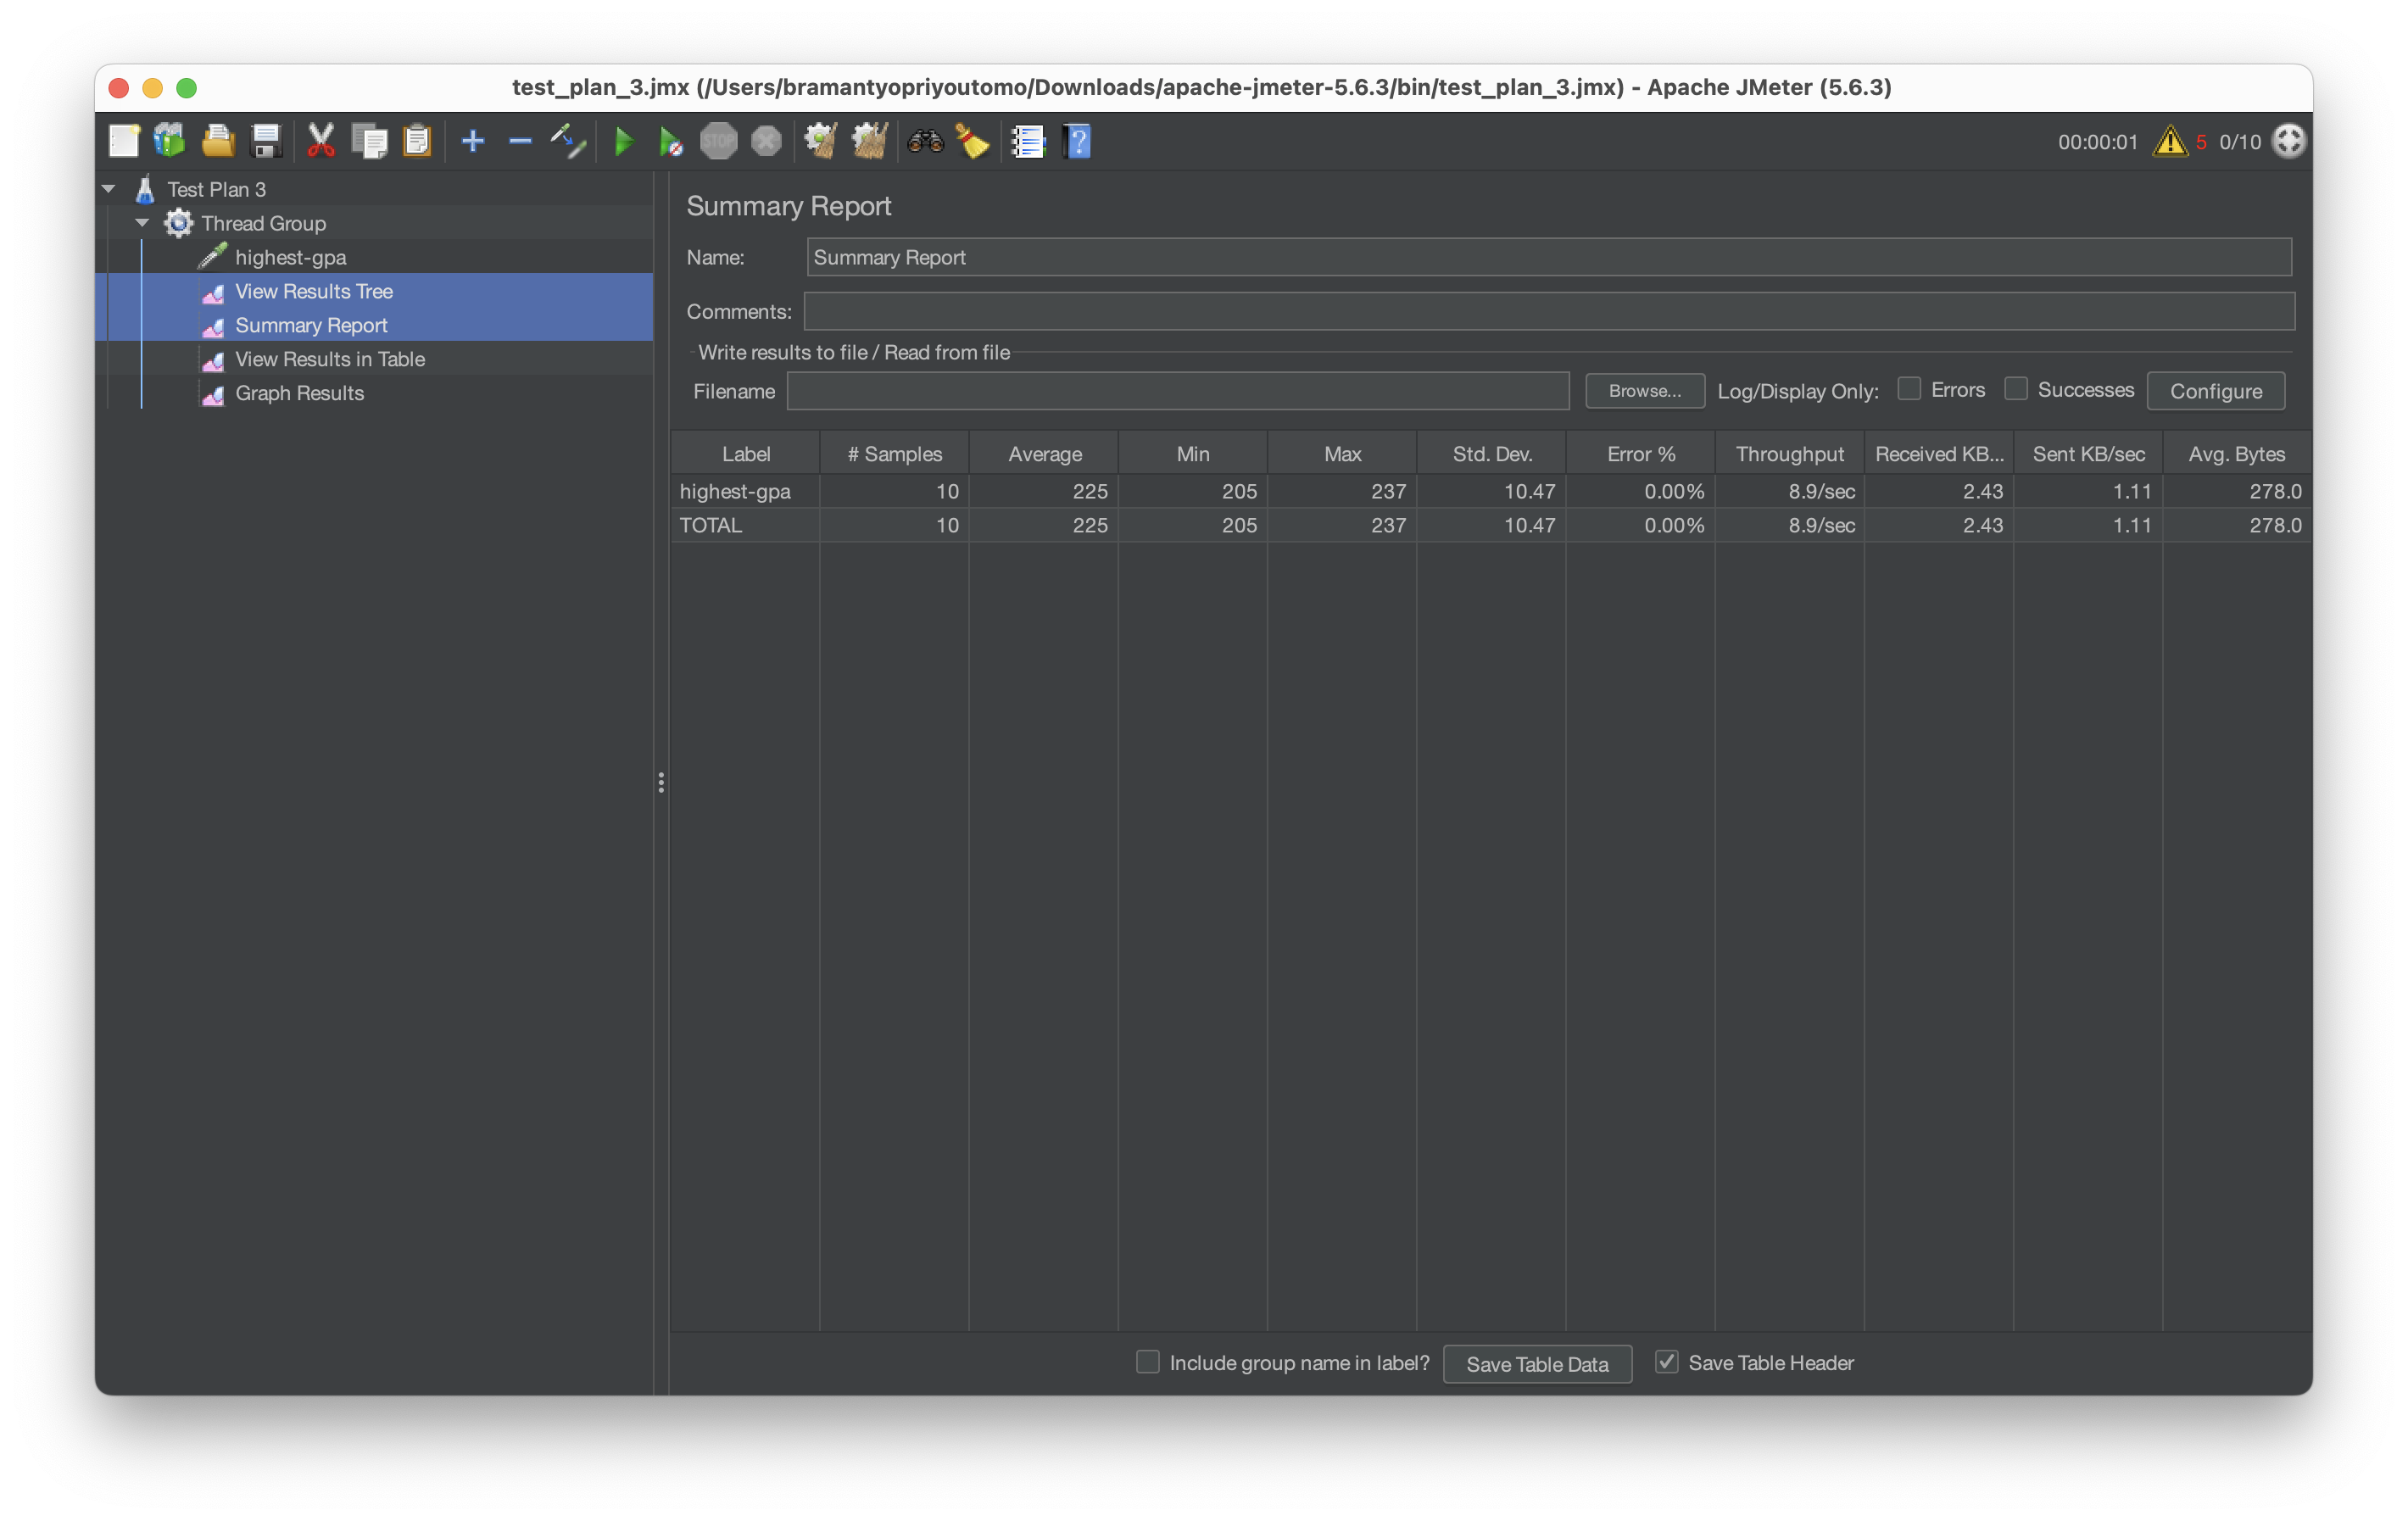 test_plan_3.jmx (/Users/bramantyopriyoutomo/Downloads/apache-jmeter-5.6.3/bin/test_plan_3.jmx) - Apache JMeter (5.6.3)
STOP 00:00:01 5 0/10
Test Plan 3
Thread Group
highest-gpa
View Results Tree
Summary Report
View Results in Table
Graph Results
Summary Report
Name: Summary Report
Comments:
Write results to file / Read from file
Filename Browse... Log/Display Only: Errors Successes Configure
Label # Samples Average Min Max Std. Dev. Error % Throughput Received KB... Sent KB/sec Avg. Bytes
highest-gpa 10 225 205 237 10.47 0.00% 8.9/sec 2.43 1.11 278.0
TOTAL 10 225 205 237 10.47 0.00% 8.9/sec 2.43 1.11 278.0
Include group name in label? Save Table Data Save Table Header